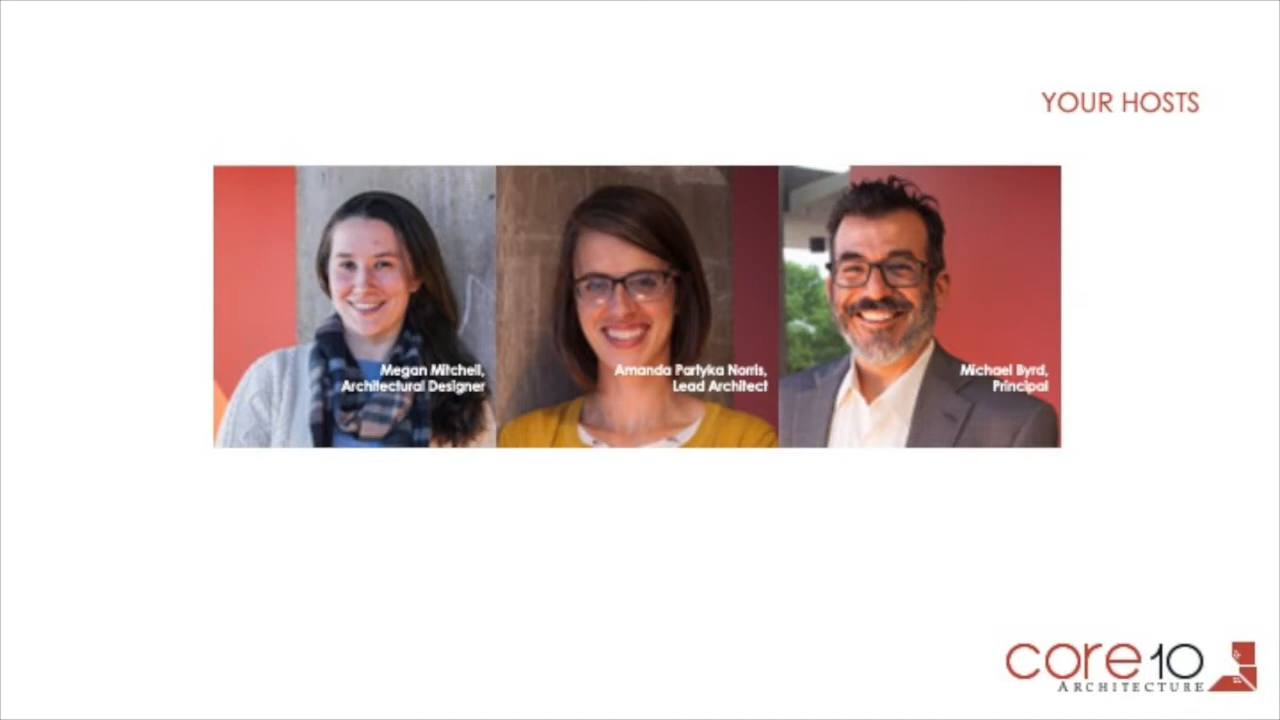 YOUR HOSTS
Megan Mitchell,
Architectural Designer
Amanda Partyka Norris,
Lead Architect
Michael Byrd,
Principal
core10
ARCHITECTURE